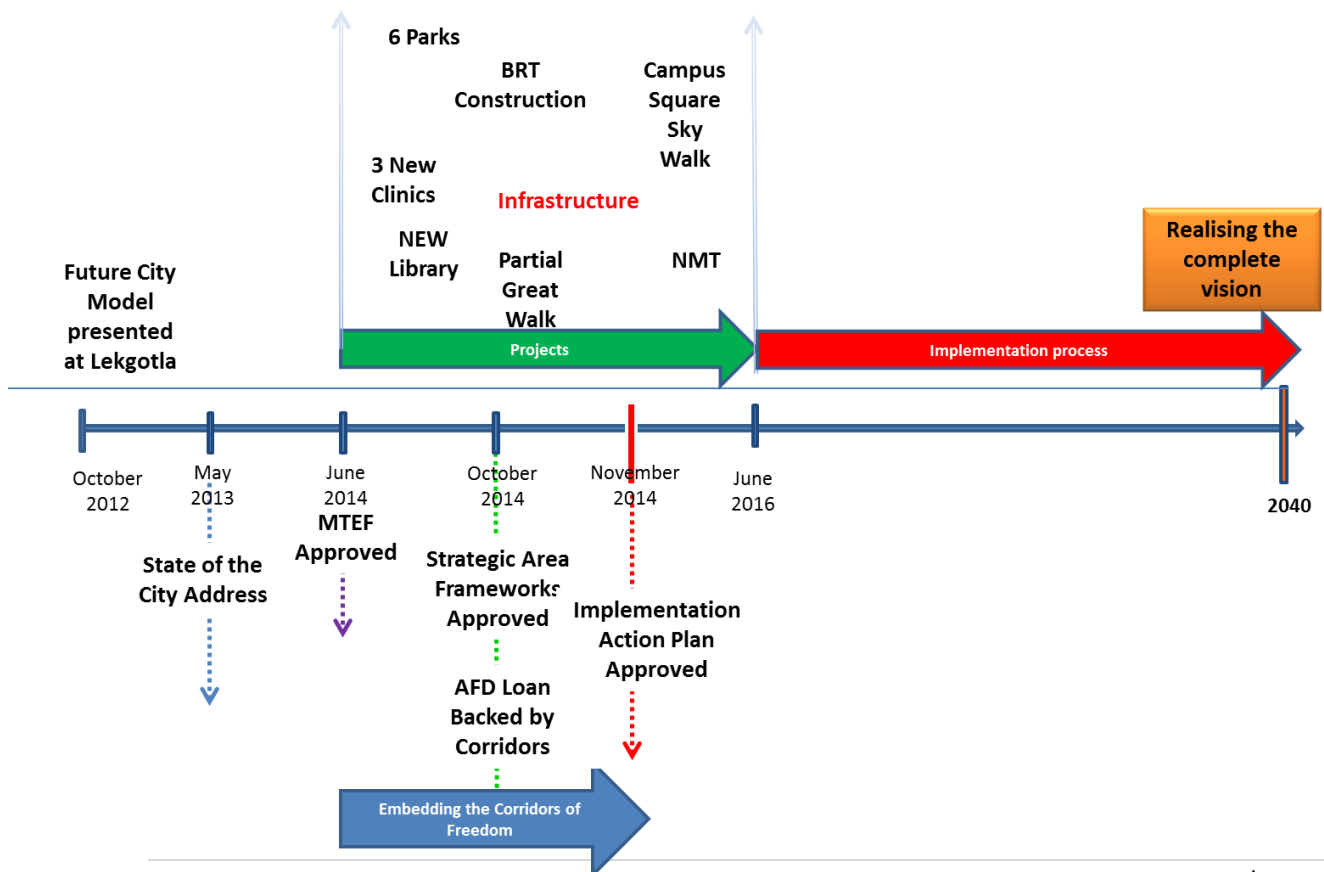 6 Parks
BRT
Construction
Campus
Square
Sky
Walk
3 New
Clinics
Infrastructure
NEW
Library
Partial
Great
Walk
NMT
Future City
Model
presented
at Lekgotla
Realising the
complete
vision
Projects
Implementation process
October
2012
May
2013
June
2014
October
2014
November
2014
June
2016
2040
MTEF
Approved
State of the
City Address
Strategic Area
Frameworks
Approved
Implementation
Action Plan
Approved
AFD Loan
Backed by
Corridors
Embedding the Corridors of
Freedom